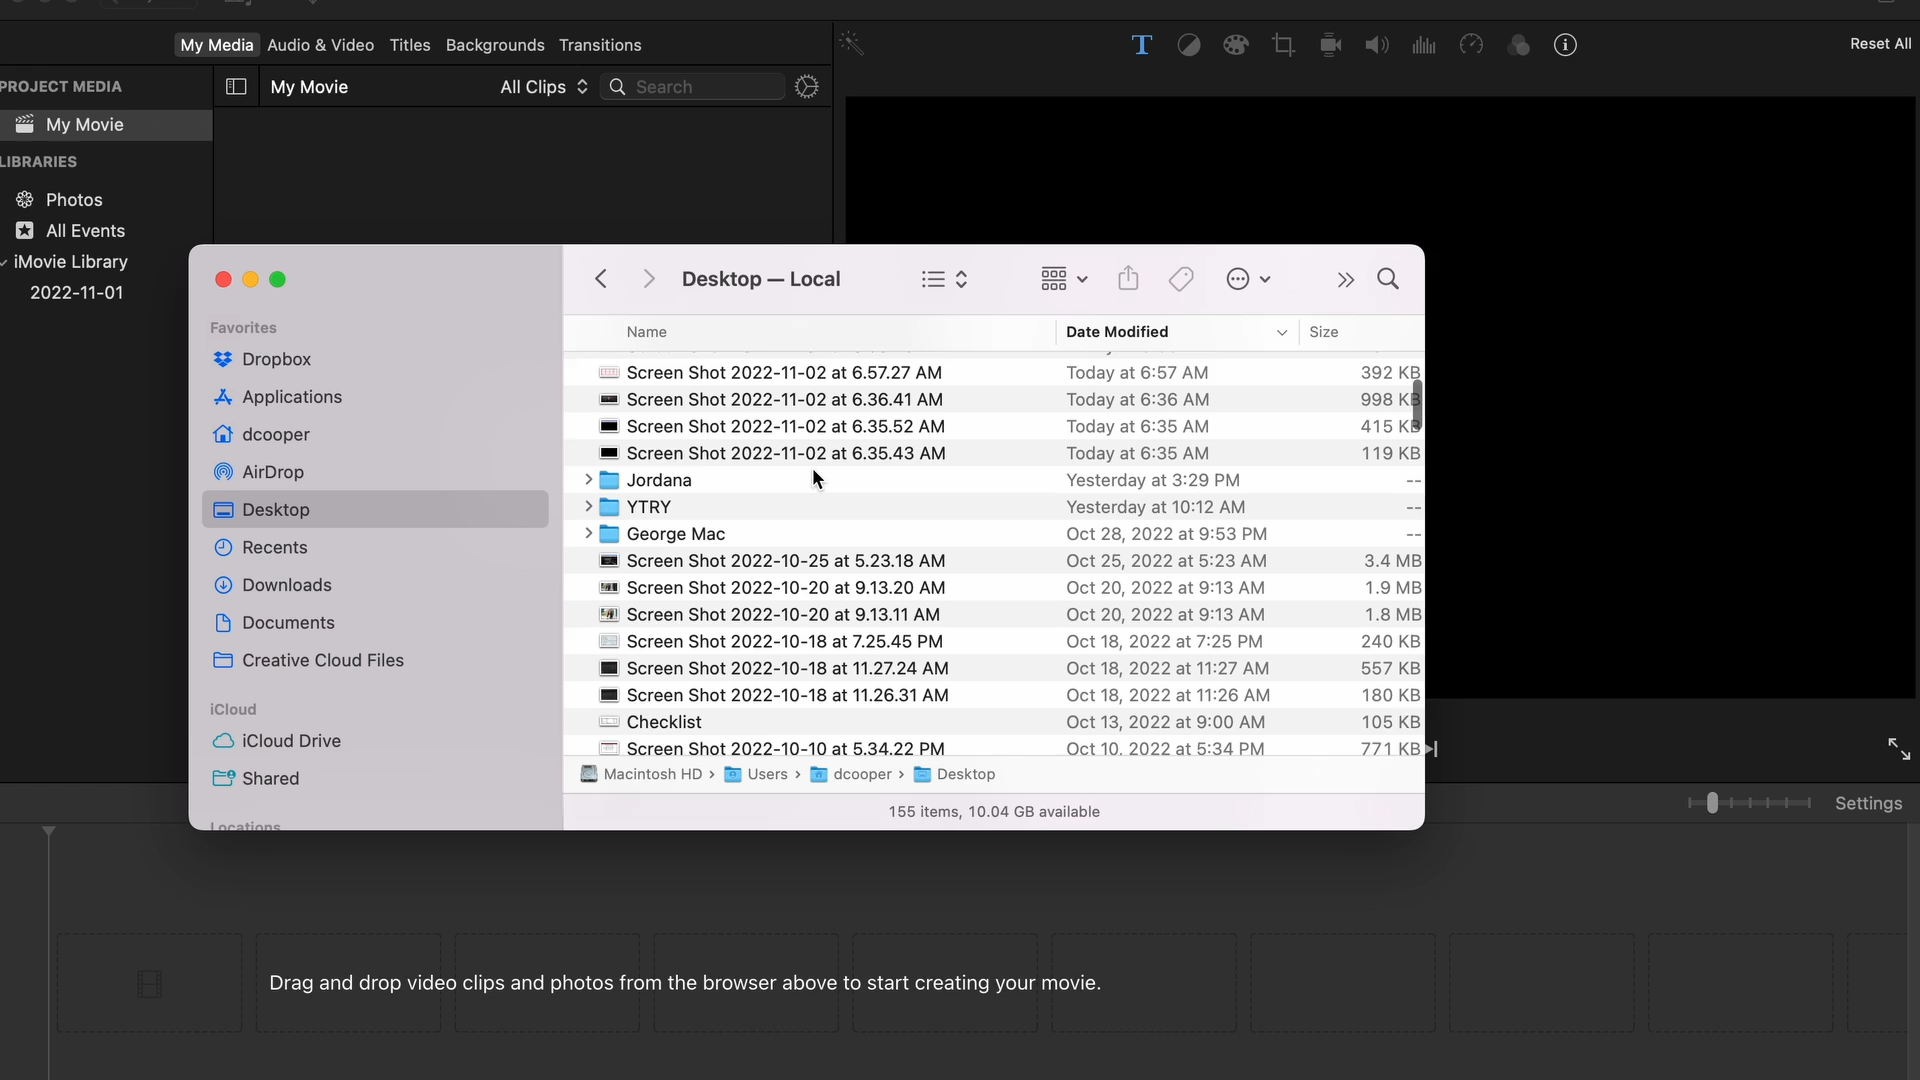 My Media Audio & Video Titles Backgrounds Transitions
Reset All
PROJECT MEDIA
My Movie All Clips Search
My Movie
LIBRARIES
Photos
All Events
iMovie Library
2022-11-01
Desktop — Local
Favorites
Dropbox
Applications
dcooper
AirDrop
Desktop
Recents
Downloads
Documents
Creative Cloud Files
iCloud
iCloud Drive
Shared
Locations
Name Date Modified Size
Screen Shot 2022-11-02 at 6.57.27 AM Today at 6:57 AM 392 KB
Screen Shot 2022-11-02 at 6.36.41 AM Today at 6:36 AM 998 KB
Screen Shot 2022-11-02 at 6.35.52 AM Today at 6:35 AM 415 KB
Screen Shot 2022-11-02 at 6.35.43 AM Today at 6:35 AM 119 KB
Jordana Yesterday at 3:29 PM --
YTRY Yesterday at 10:12 AM --
George Mac Oct 28, 2022 at 9:53 PM --
Screen Shot 2022-10-25 at 5.23.18 AM Oct 25, 2022 at 5:23 AM 3.4 MB
Screen Shot 2022-10-20 at 9.13.20 AM Oct 20, 2022 at 9:13 AM 1.9 MB
Screen Shot 2022-10-20 at 9.13.11 AM Oct 20, 2022 at 9:13 AM 1.8 MB
Screen Shot 2022-10-18 at 7.25.45 PM Oct 18, 2022 at 7:25 PM 240 KB
Screen Shot 2022-10-18 at 11.27.24 AM Oct 18, 2022 at 11:27 AM 557 KB
Screen Shot 2022-10-18 at 11.26.31 AM Oct 18, 2022 at 11:26 AM 180 KB
Checklist Oct 13, 2022 at 9:00 AM 105 KB
Screen Shot 2022-10-10 at 5.34.22 PM Oct 10, 2022 at 5:34 PM 771 KB
Macintosh HD › Users › dcooper › Desktop
155 items, 10.04 GB available
Settings
Drag and drop video clips and photos from the browser above to start creating your movie.